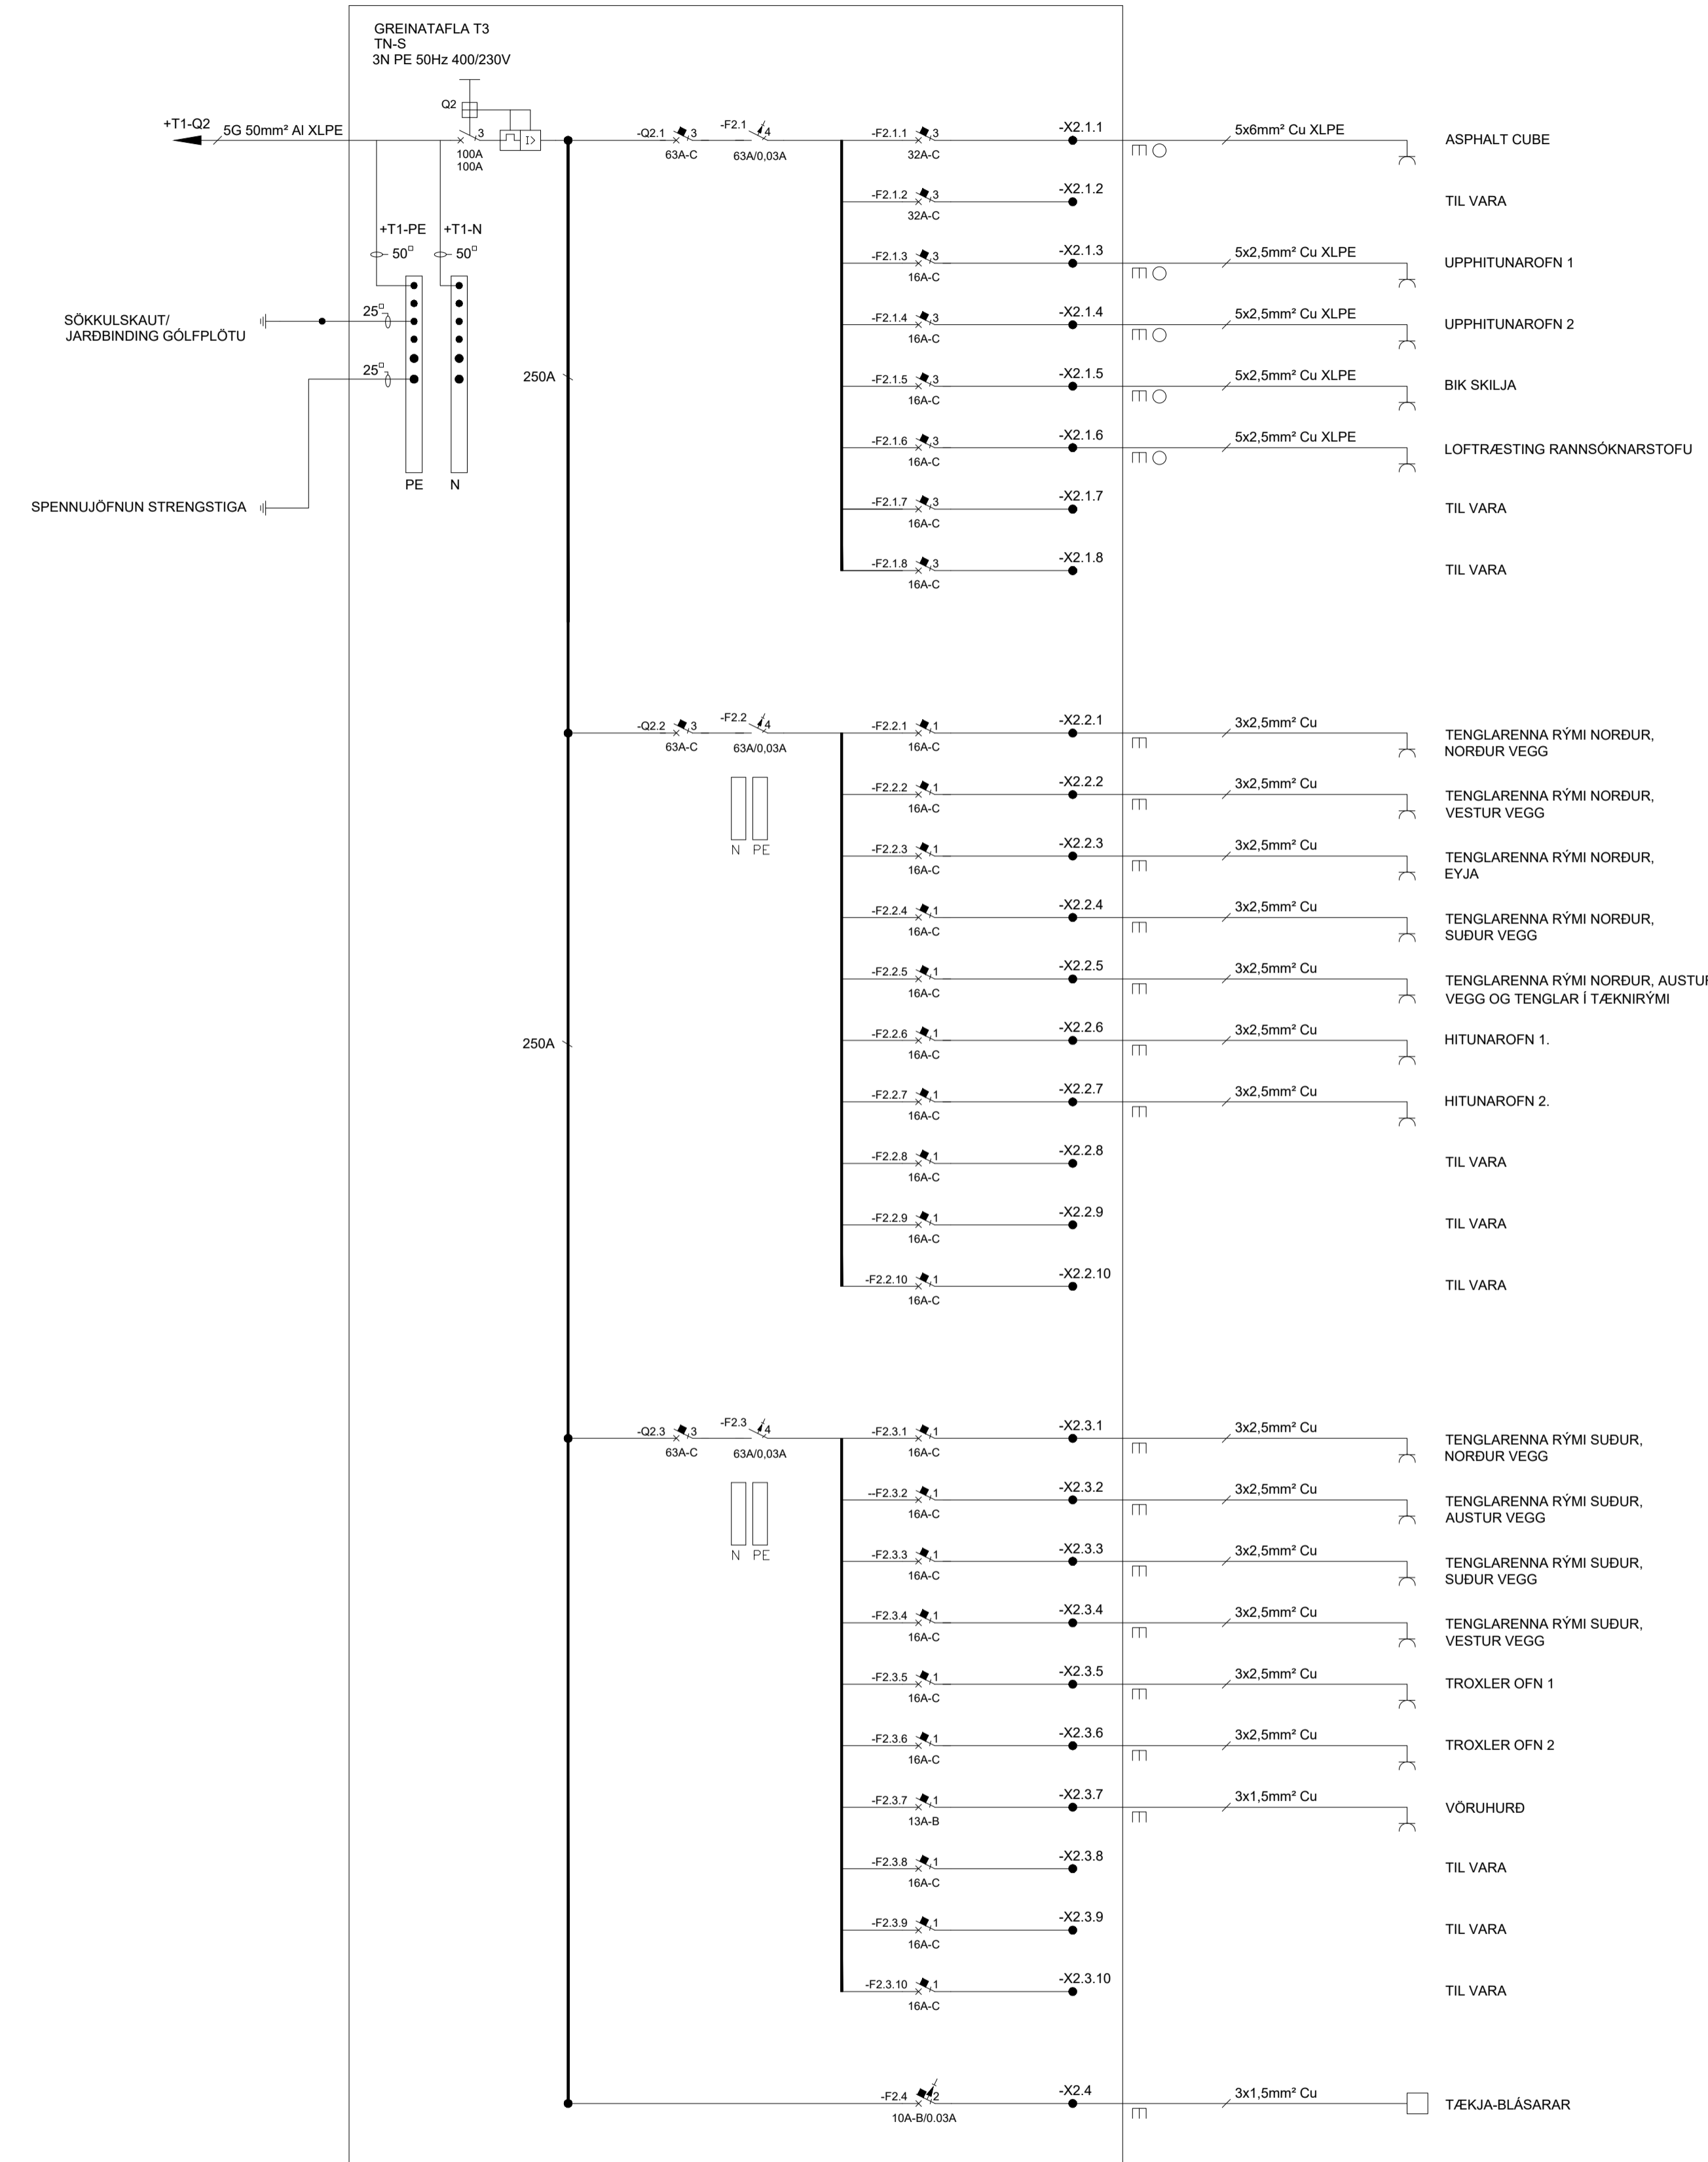 GREINATAFLA T3
TN-S
3N PE 50Hz 400/230V
Q2
+T1-Q2
5G 50mm² Al XLPE
3
I>
100A
100A
+T1-PE
+T1-N
50□
50□
SÖKKULSKAUT/
JARÐBINDING GÓLFPLÖTU
25□
25□
SPENNUJÖFNUN STRENGSTIGA
PE
N
250A
250A
-Q2.1 3
63A-C
-F2.1 4
63A/0,03A
-F2.1.1 3
32A-C
-X2.1.1
5x6mm² Cu XLPE
ASPHALT CUBE
-F2.1.2 3
32A-C
-X2.1.2
TIL VARA
-F2.1.3 3
16A-C
-X2.1.3
5x2,5mm² Cu XLPE
UPPHITUNAROFN 1
-F2.1.4 3
16A-C
-X2.1.4
5x2,5mm² Cu XLPE
UPPHITUNAROFN 2
-F2.1.5 3
16A-C
-X2.1.5
5x2,5mm² Cu XLPE
BIK SKILJA
-F2.1.6 3
16A-C
-X2.1.6
5x2,5mm² Cu XLPE
LOFTRÆSTING RANNSÓKNARSTOFU
-F2.1.7 3
16A-C
-X2.1.7
TIL VARA
-F2.1.8 3
16A-C
-X2.1.8
TIL VARA
-Q2.2 3
63A-C
-F2.2 4
63A/0,03A
N PE
-F2.2.1 1
16A-C
-X2.2.1
3x2,5mm² Cu
TENGLARENNA RÝMI NORÐUR,
NORÐUR VEGG
-F2.2.2 1
16A-C
-X2.2.2
3x2,5mm² Cu
TENGLARENNA RÝMI NORÐUR,
VESTUR VEGG
-F2.2.3 1
16A-C
-X2.2.3
3x2,5mm² Cu
TENGLARENNA RÝMI NORÐUR,
EYJA
-F2.2.4 1
16A-C
-X2.2.4
3x2,5mm² Cu
TENGLARENNA RÝMI NORÐUR,
SUÐUR VEGG
-F2.2.5 1
16A-C
-X2.2.5
3x2,5mm² Cu
TENGLARENNA RÝMI NORÐUR, AUSTUR
VEGG OG TENGLAR Í TÆKNIRÝMI
-F2.2.6 1
16A-C
-X2.2.6
3x2,5mm² Cu
HITUNAROFN 1.
-F2.2.7 1
16A-C
-X2.2.7
3x2,5mm² Cu
HITUNAROFN 2.
-F2.2.8 1
16A-C
-X2.2.8
TIL VARA
-F2.2.9 1
16A-C
-X2.2.9
TIL VARA
-F2.2.10 1
16A-C
-X2.2.10
TIL VARA
-Q2.3 3
63A-C
-F2.3 4
63A/0,03A
N PE
-F2.3.1 1
16A-C
-X2.3.1
3x2,5mm² Cu
TENGLARENNA RÝMI SUÐUR,
NORÐUR VEGG
--F2.3.2 1
16A-C
-X2.3.2
3x2,5mm² Cu
TENGLARENNA RÝMI SUÐUR,
AUSTUR VEGG
-F2.3.3 1
16A-C
-X2.3.3
3x2,5mm² Cu
TENGLARENNA RÝMI SUÐUR,
SUÐUR VEGG
-F2.3.4 1
16A-C
-X2.3.4
3x2,5mm² Cu
TENGLARENNA RÝMI SUÐUR,
VESTUR VEGG
-F2.3.5 1
16A-C
-X2.3.5
3x2,5mm² Cu
TROXLER OFN 1
-F2.3.6 1
16A-C
-X2.3.6
3x2,5mm² Cu
TROXLER OFN 2
-F2.3.7 1
13A-B
-X2.3.7
3x1,5mm² Cu
VÖRUHURÐ
-F2.3.8 1
16A-C
-X2.3.8
TIL VARA
-F2.3.9 1
16A-C
-X2.3.9
TIL VARA
-F2.3.10 1
16A-C
-X2.3.10
TIL VARA
-F2.4 2
10A-B/0.03A
-X2.4
3x1,5mm² Cu
TÆKJA-BLÁSARAR